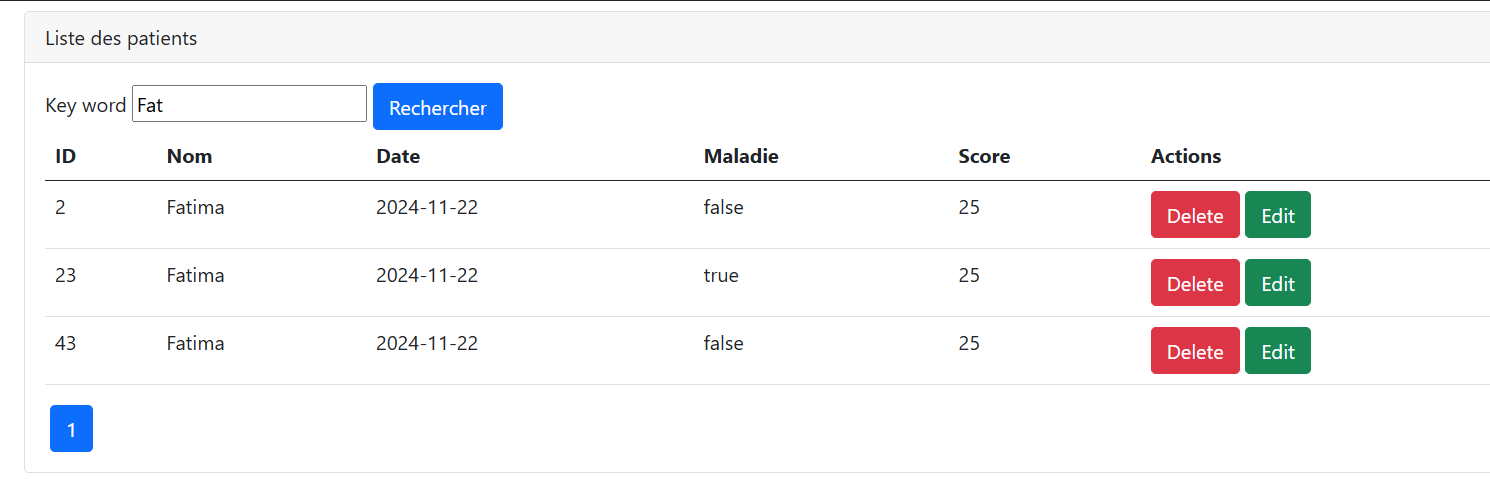 Liste des patients
Key word Fat Rechercher
ID Nom Date Maladie Score Actions
2 Fatima 2024-11-22 false 25 Delete Edit
23 Fatima 2024-11-22 true 25 Delete Edit
43 Fatima 2024-11-22 false 25 Delete Edit
1